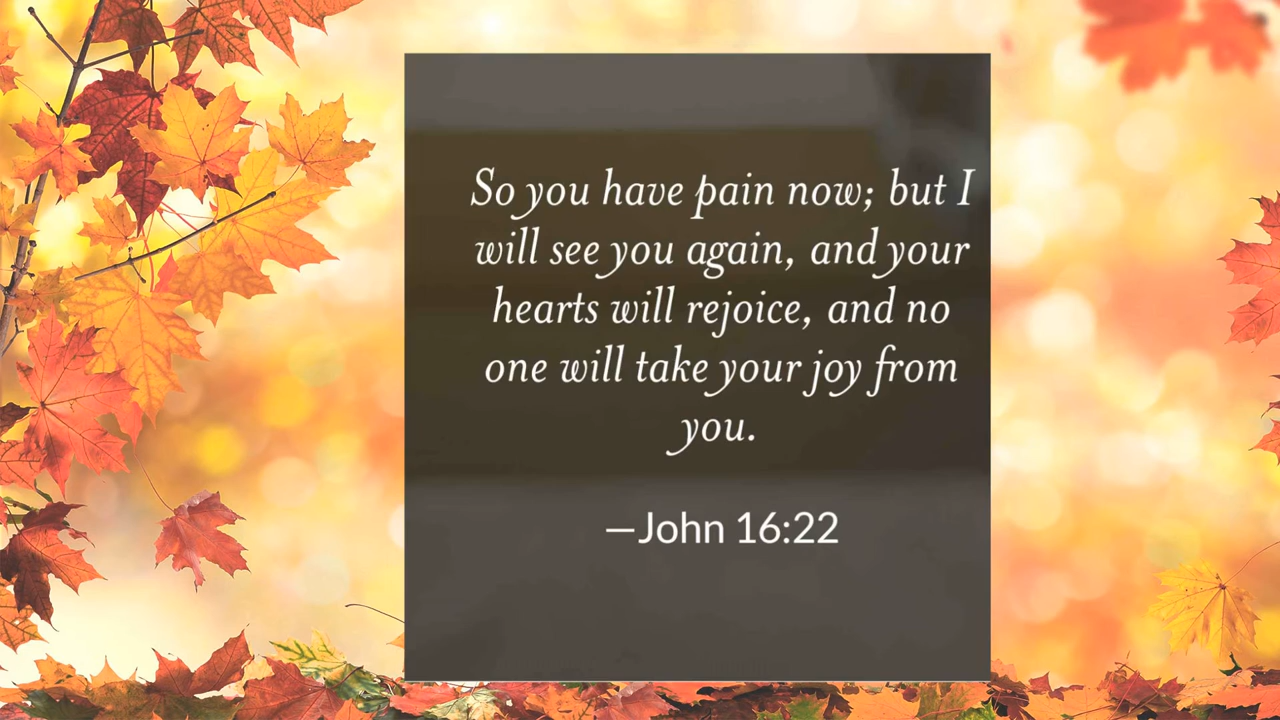 So you have pain now; but I
will see you again, and your
hearts will rejoice, and no
one will take your joy from
you.
—John 16:22